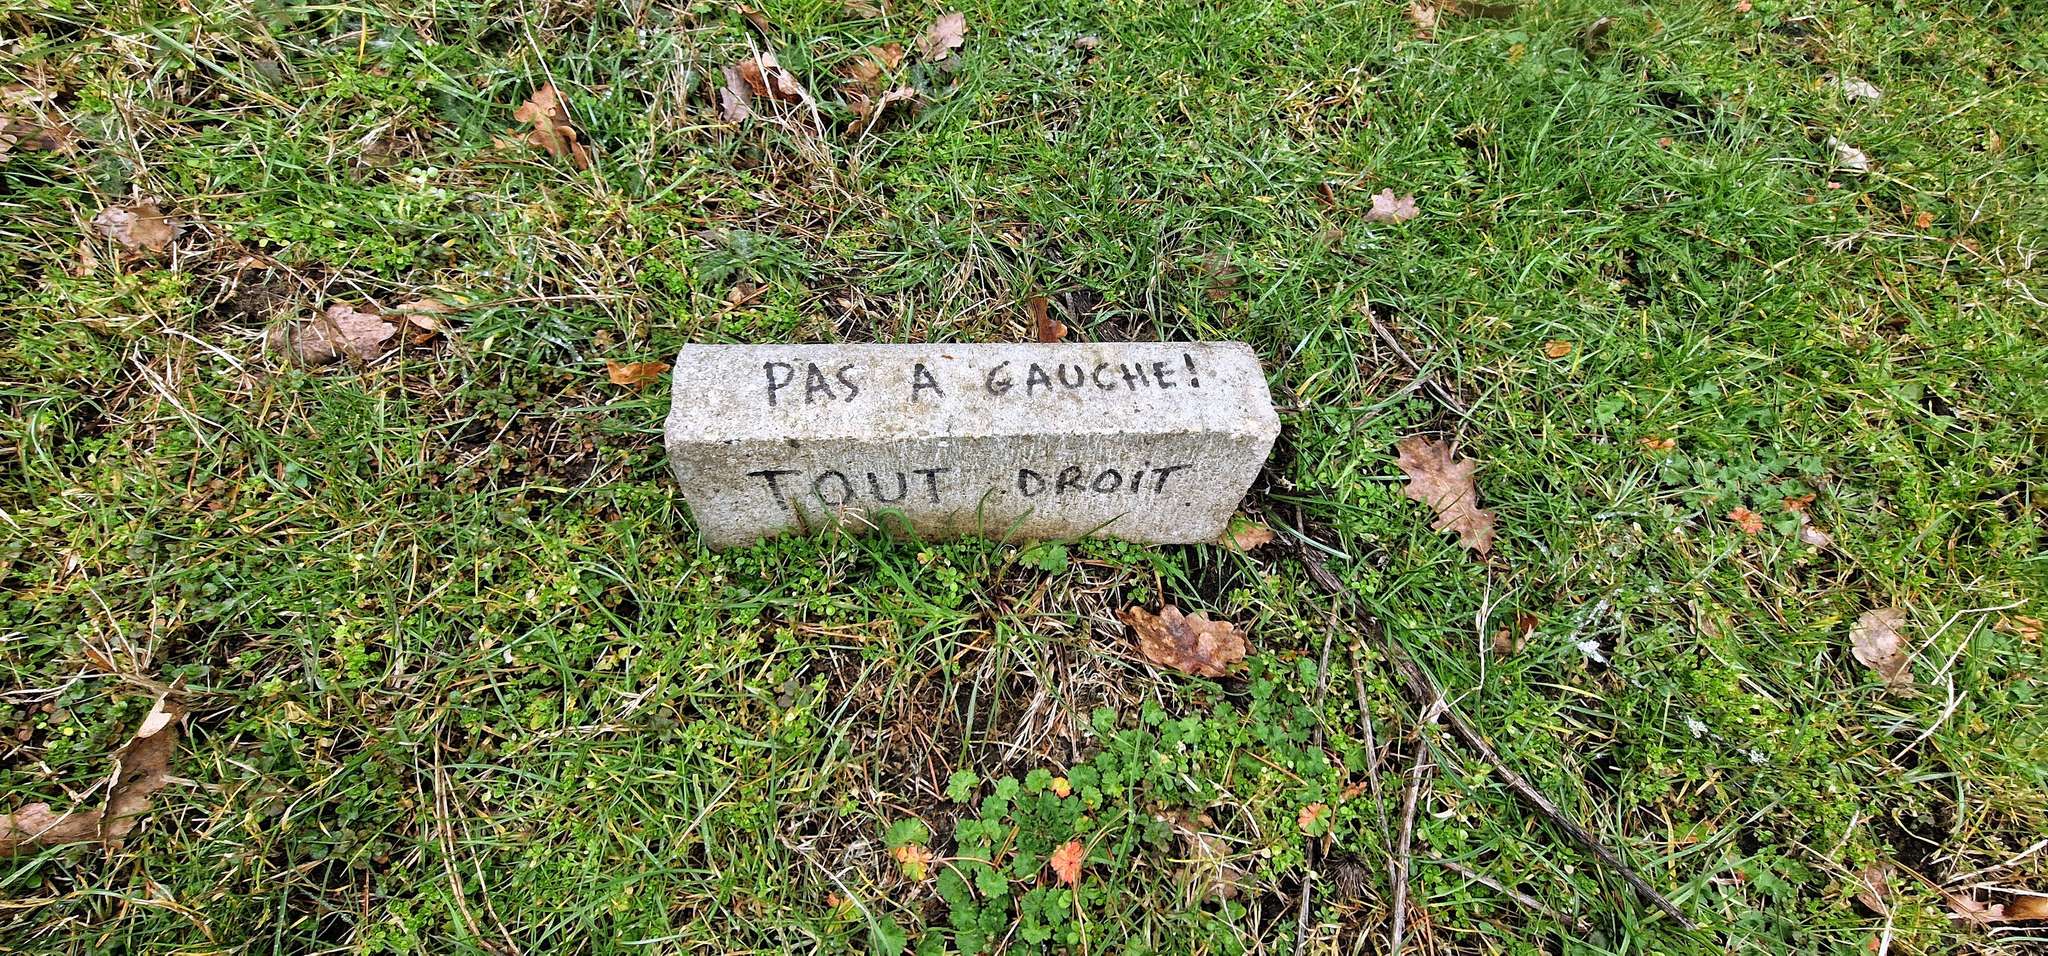 PAS A GAUCHE!
TOUT DROIT